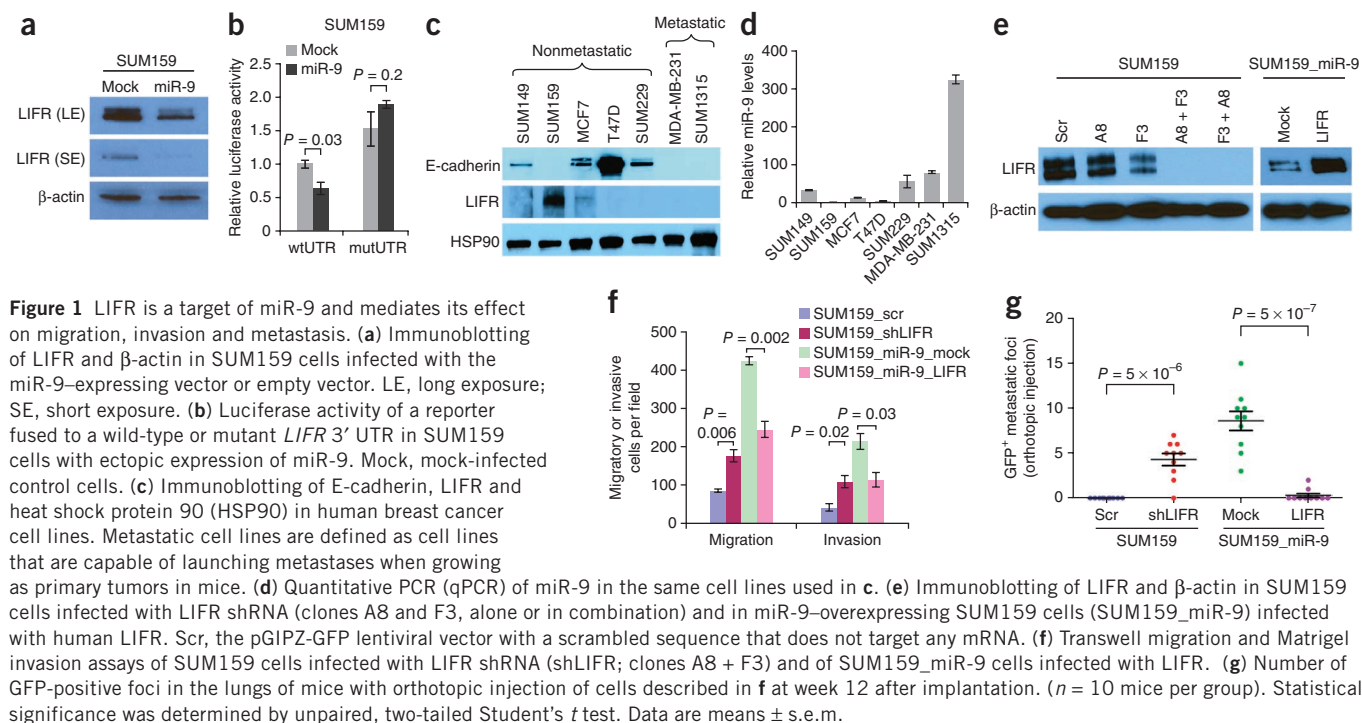 a
SUM159
Mock miR-9
LIFR (LE)
LIFR (SE)
β-actin
b
SUM159
Mock
miR-9
Relative luciferase activity
2.5
2.0
1.5
1.0
0.5
0
P = 0.03
P = 0.2
wtUTR mutUTR
c
Nonmetastatic
Metastatic
SUM149
SUM159
MCF7
T47D
SUM229
MDA-MB-231
SUM1315
E-cadherin
LIFR
HSP90
d
Relative miR-9 levels
400
300
200
100
0
SUM149
SUM159
MCF7
T47D
SUM229
MDA-MB-231
SUM1315
e
SUM159
SUM159_miR-9
Scr
A8
F3
A8 + F3
F3 + A8
Mock
LIFR
LIFR
β-actin
f
SUM159_scr
SUM159_shLIFR
SUM159_miR-9_mock
SUM159_miR-9_LIFR
Migratory or invasive
cells per field
500
400
300
200
100
0
P =
0.006
P = 0.002
P = 0.02
P = 0.03
Migration Invasion
g
GFP⁺ metastatic foci
(orthotopic injection)
20
15
10
5
0
P = 5 × 10⁻⁶
P = 5 × 10⁻⁷
Scr shLIFR Mock LIFR
SUM159 SUM159_miR-9
Figure 1 LIFR is a target of miR-9 and mediates its effect
on migration, invasion and metastasis. (a) Immunoblotting
of LIFR and β-actin in SUM159 cells infected with the
miR-9–expressing vector or empty vector. LE, long exposure;
SE, short exposure. (b) Luciferase activity of a reporter
fused to a wild-type or mutant LIFR 3′ UTR in SUM159
cells with ectopic expression of miR-9. Mock, mock-infected
control cells. (c) Immunoblotting of E-cadherin, LIFR and
heat shock protein 90 (HSP90) in human breast cancer
cell lines. Metastatic cell lines are defined as cell lines
that are capable of launching metastases when growing
as primary tumors in mice. (d) Quantitative PCR (qPCR) of miR-9 in the same cell lines used in c. (e) Immunoblotting of LIFR and β-actin in SUM159
cells infected with LIFR shRNA (clones A8 and F3, alone or in combination) and in miR-9–overexpressing SUM159 cells (SUM159_miR-9) infected
with human LIFR. Scr, the pGIPZ-GFP lentiviral vector with a scrambled sequence that does not target any mRNA. (f) Transwell migration and Matrigel
invasion assays of SUM159 cells infected with LIFR shRNA (shLIFR; clones A8 + F3) and of SUM159_miR-9 cells infected with LIFR. (g) Number of
GFP-positive foci in the lungs of mice with orthotopic injection of cells described in f at week 12 after implantation. (n = 10 mice per group). Statistical
significance was determined by unpaired, two-tailed Student’s t test. Data are means ± s.e.m.